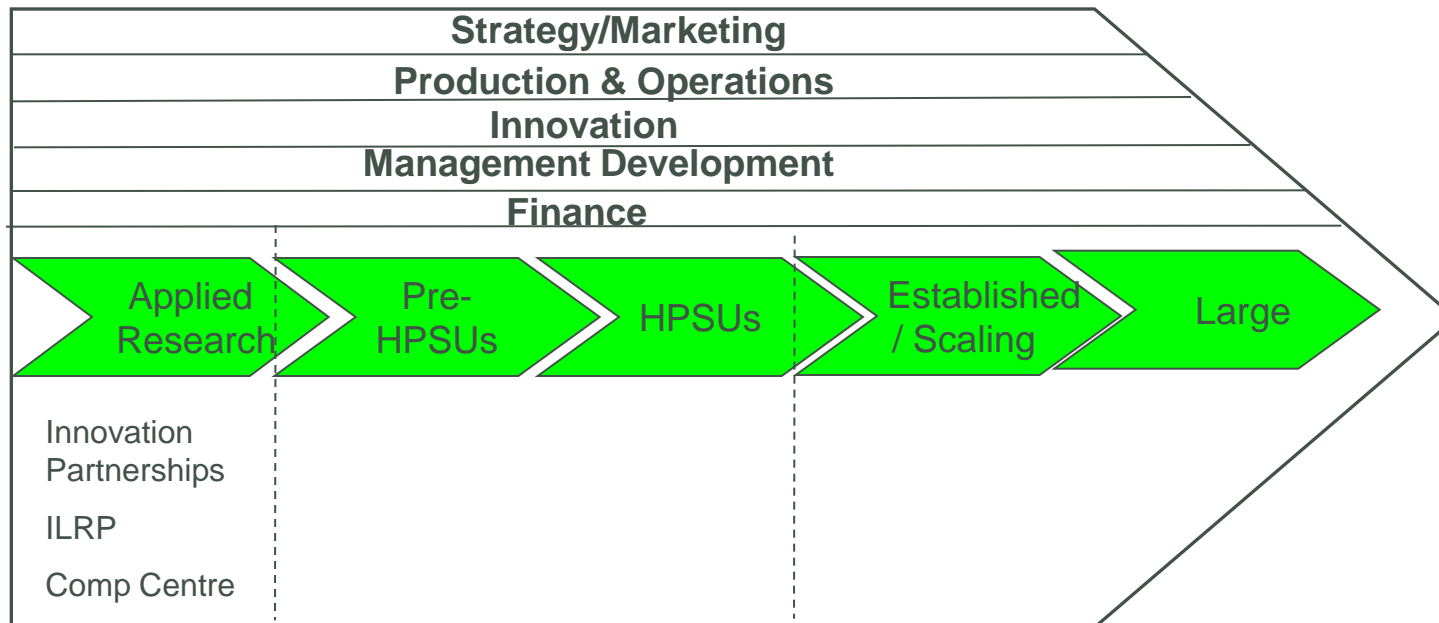 Strategy/Marketing
Production & Operations
Innovation
Management Development
Finance
Applied
Research
Pre-
HPSUs
HPSUs
Established
/ Scaling
Large
Innovation
Partnerships
ILRP
Comp Centre